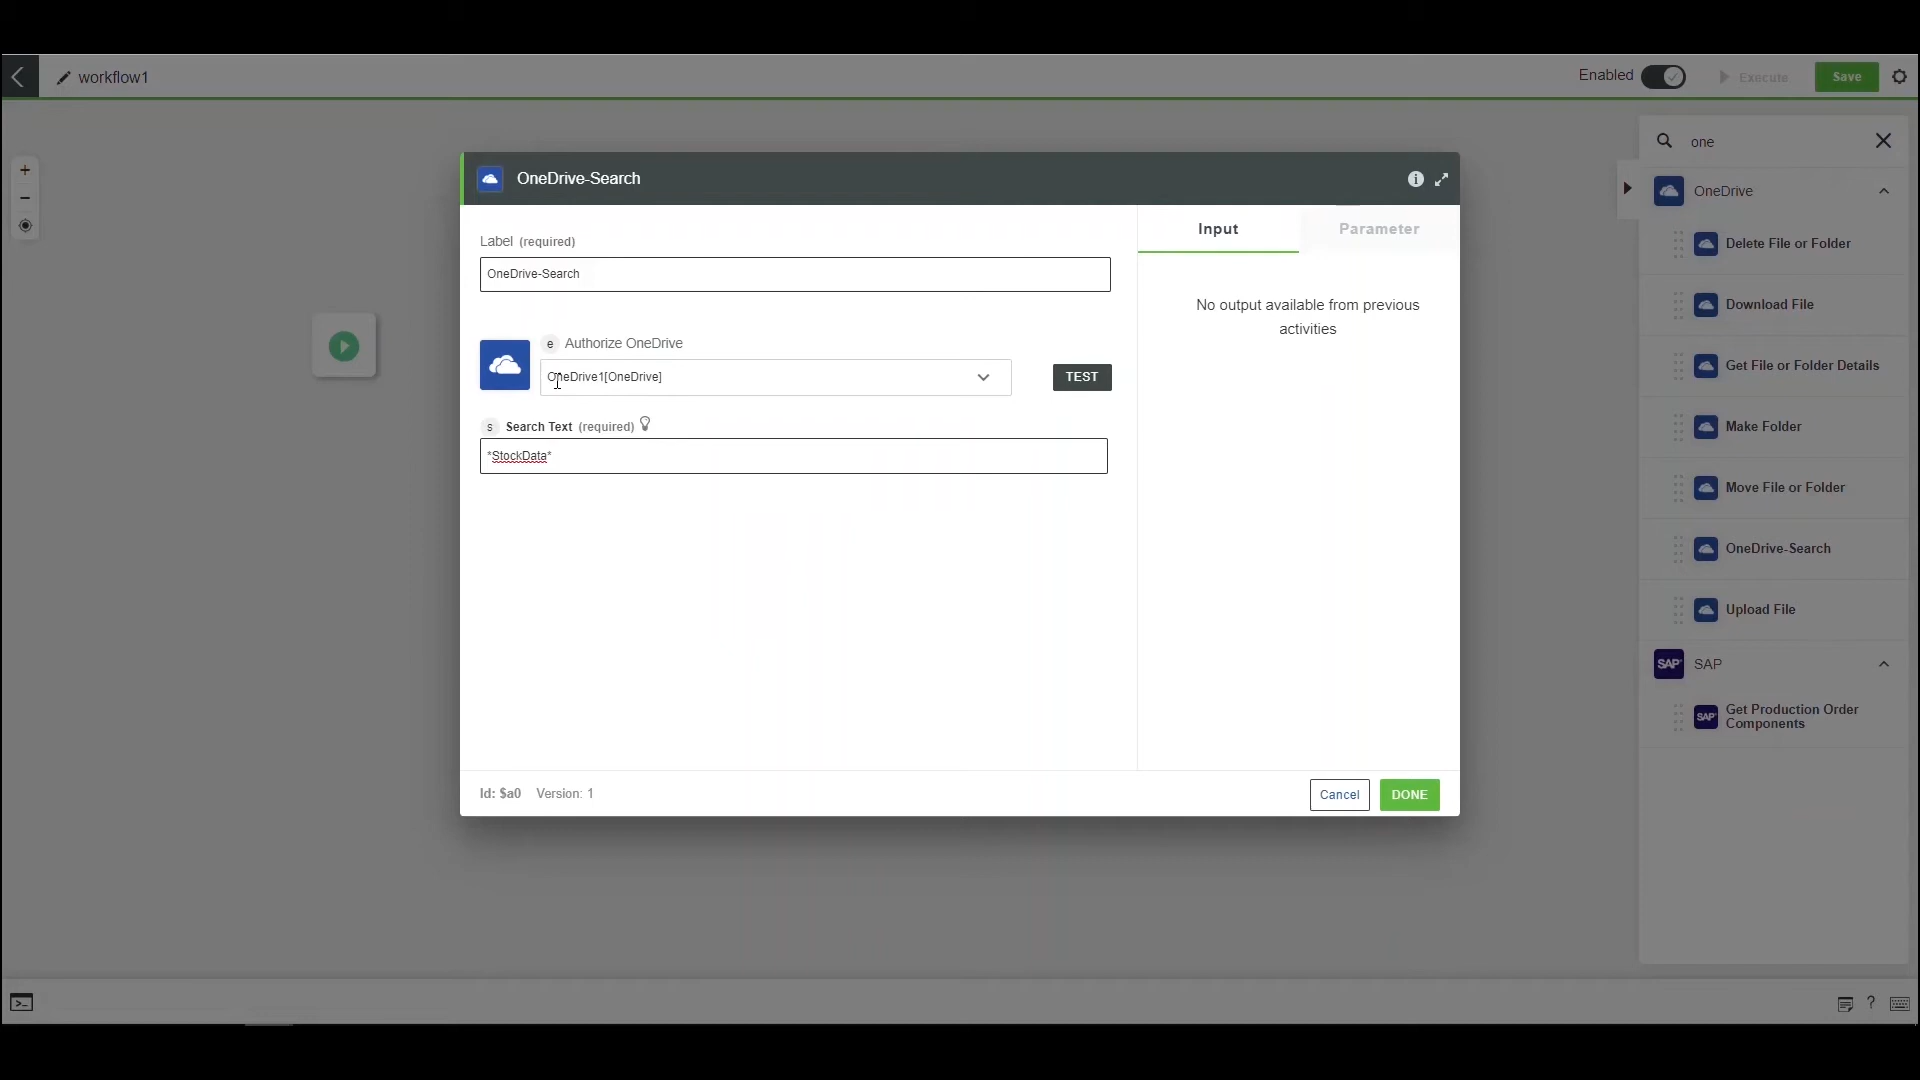 workflow1
Enabled
Execute
Save
one
OneDrive
Delete File or Folder
Download File
Get File or Folder Details
Make Folder
Move File or Folder
OneDrive-Search
Upload File
SAP SAP
SAP Get Production Order
Components
OneDrive-Search
Label (required)
OneDrive-Search
e Authorize OneDrive
OneDrive1[OneDrive]
TEST
s Search Text (required)
*StockData*
Input
Parameter
No output available from previous
activities
Id: $a0 Version: 1
Cancel
DONE